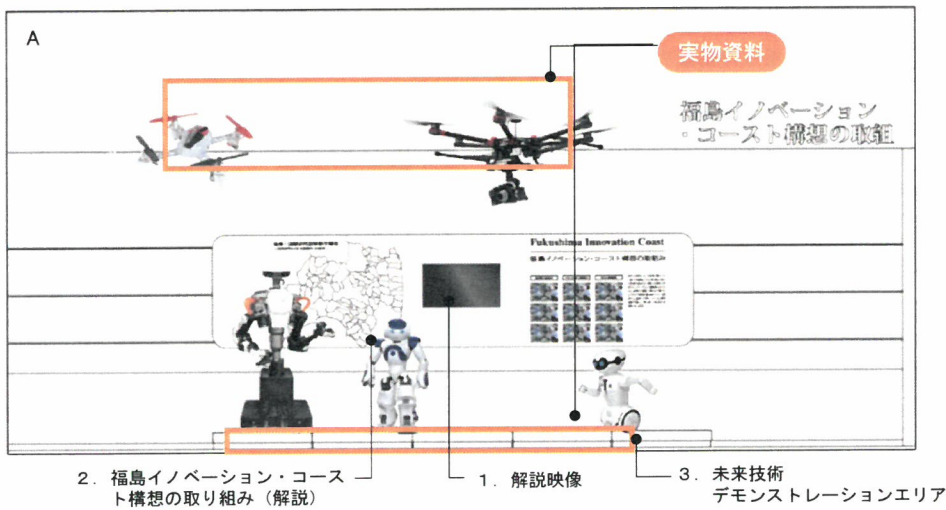 A
実物資料
福島イノベーション
・コースト構想の取組
Fukushima Innovation Coast
福島イノベーション・コースト構想の取組み
2. 福島イノベーション・コース
ト構想の取り組み（解説）
1. 解説映像
3. 未来技術
デモンストレーションエリア